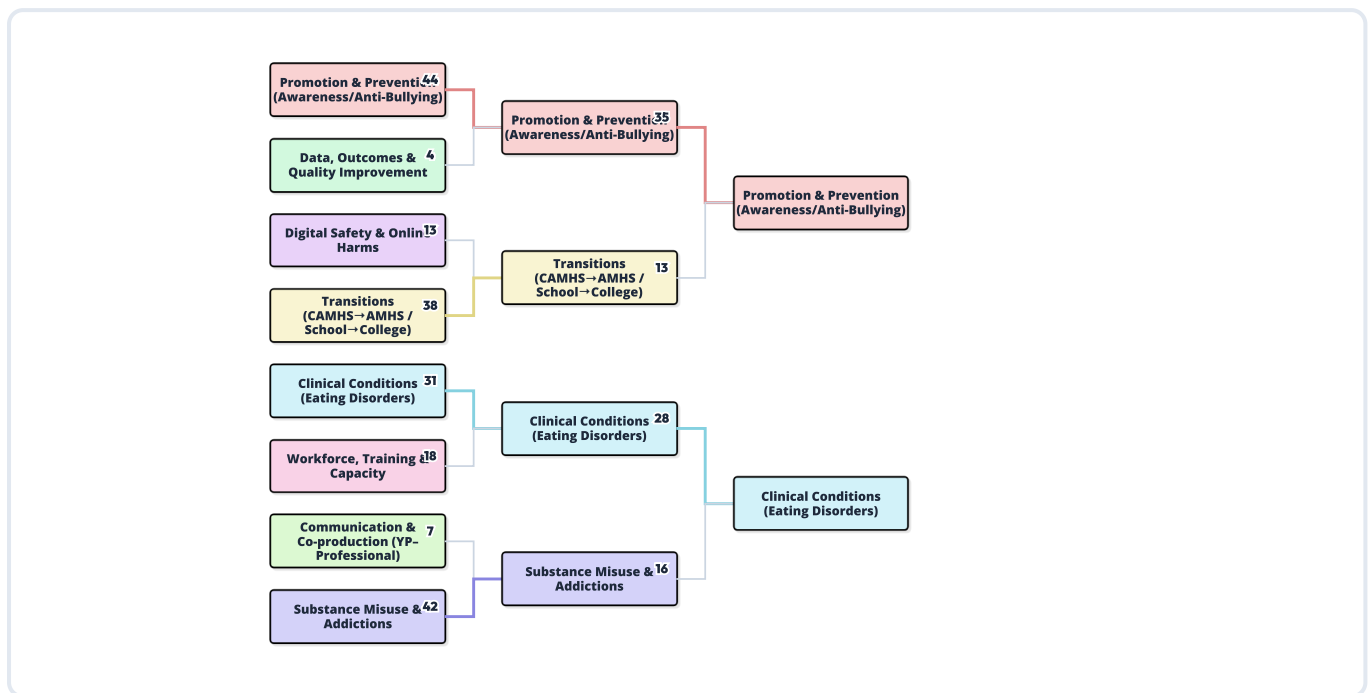 Promotion & Preventi 44
(Awareness/Anti-Bullying)
Data, Outcomes & 4
Quality Improvement
Digital Safety & Onlin 13
Harms
Transitions
(CAMHS→AMHS / 38
School→College)
Clinical Conditions 31
(Eating Disorders)
Workforce, Training & 18
Capacity
Communication &
Co-production (YP– 7
Professional)
Substance Misuse & 42
Addictions
Promotion & Preventi 35
(Awareness/Anti-Bullying)
Transitions 13
(CAMHS→AMHS /
School→College)
Clinical Conditions 28
(Eating Disorders)
Substance Misuse & 16
Addictions
Promotion & Prevention
(Awareness/Anti-Bullying)
Clinical Conditions
(Eating Disorders)